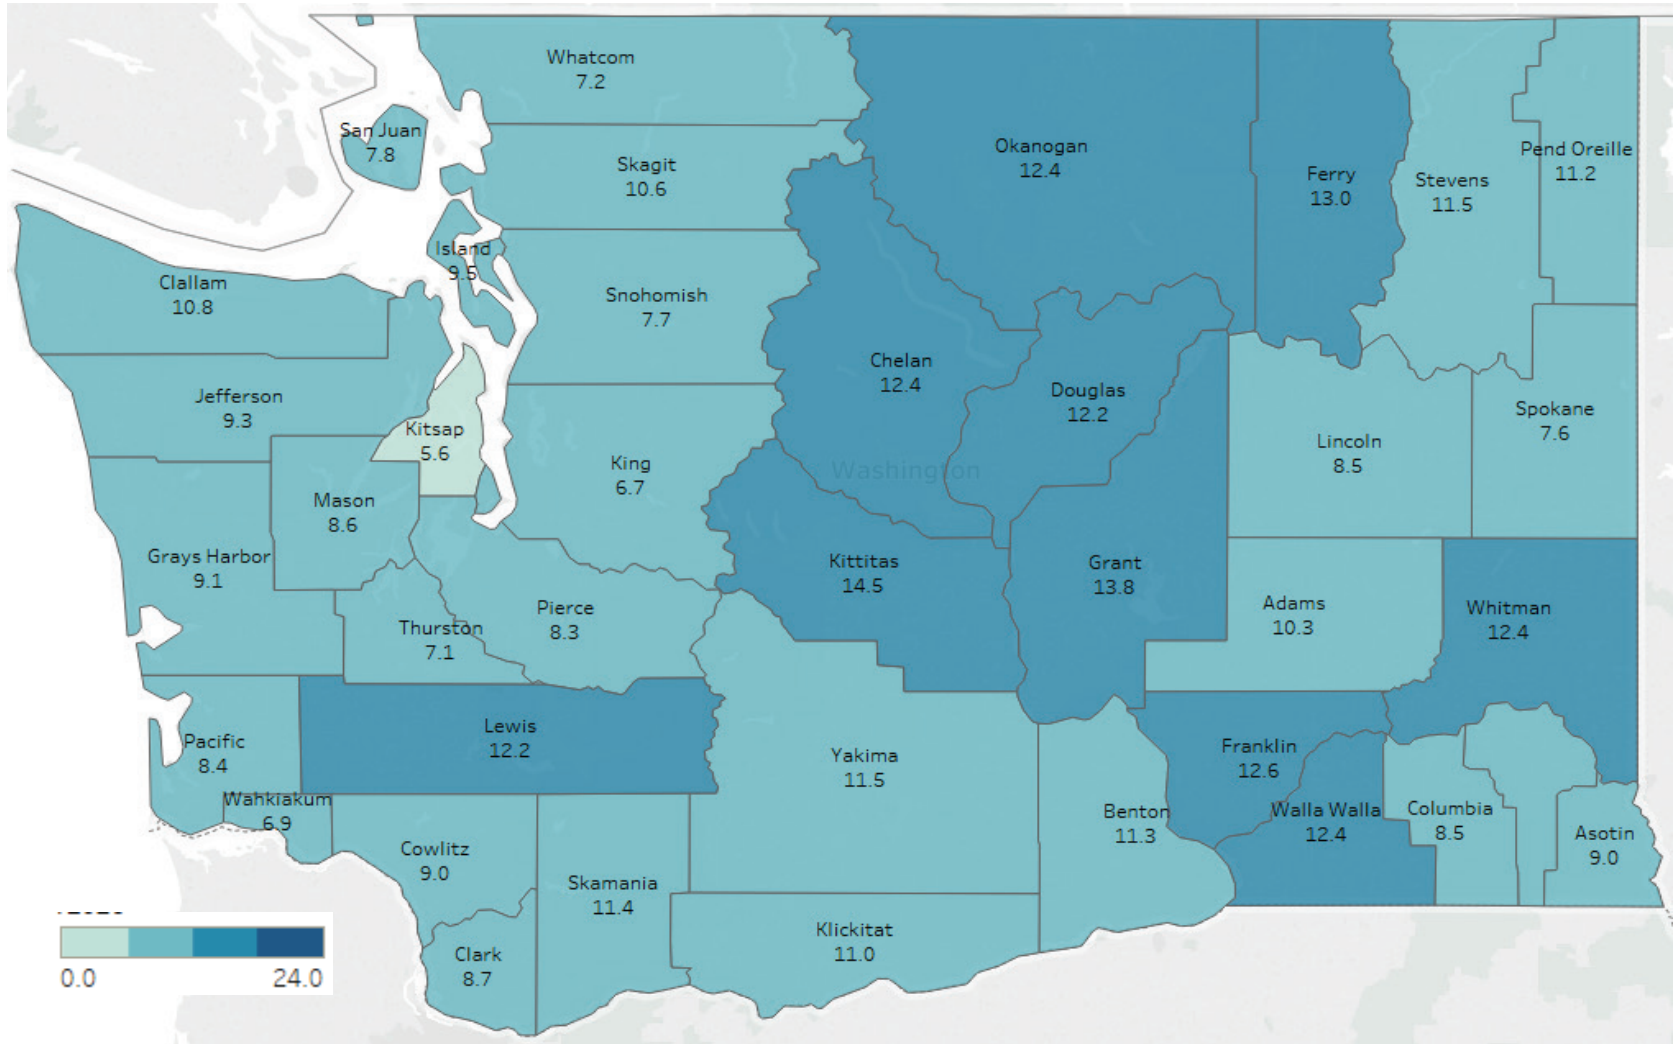 Whatcom
7.2
San Juan
7.8
Skagit
10.6
Okanogan
12.4
Ferry
13.0
Stevens
11.5
Pend Oreille
11.2
Island
9.5
Clallam
10.8
Snohomish
7.7
Jefferson
9.3
Kitsap
5.6
King
6.7
Chelan
12.4
Douglas
12.2
Washington
Lincoln
8.5
Spokane
7.6
Mason
8.6
Grays Harbor
9.1
Thurston
7.1
Pierce
8.3
Kittitas
14.5
Grant
13.8
Adams
10.3
Whitman
12.4
Pacific
8.4
Lewis
12.2
Yakima
11.5
Franklin
12.6
Wahkiakum
6.9
Cowlitz
9.0
Skamania
11.4
Benton
11.3
Walla Walla
12.4
Columbia
8.5
Asotin
9.0
Clark
8.7
Klickitat
11.0
0.0 24.0